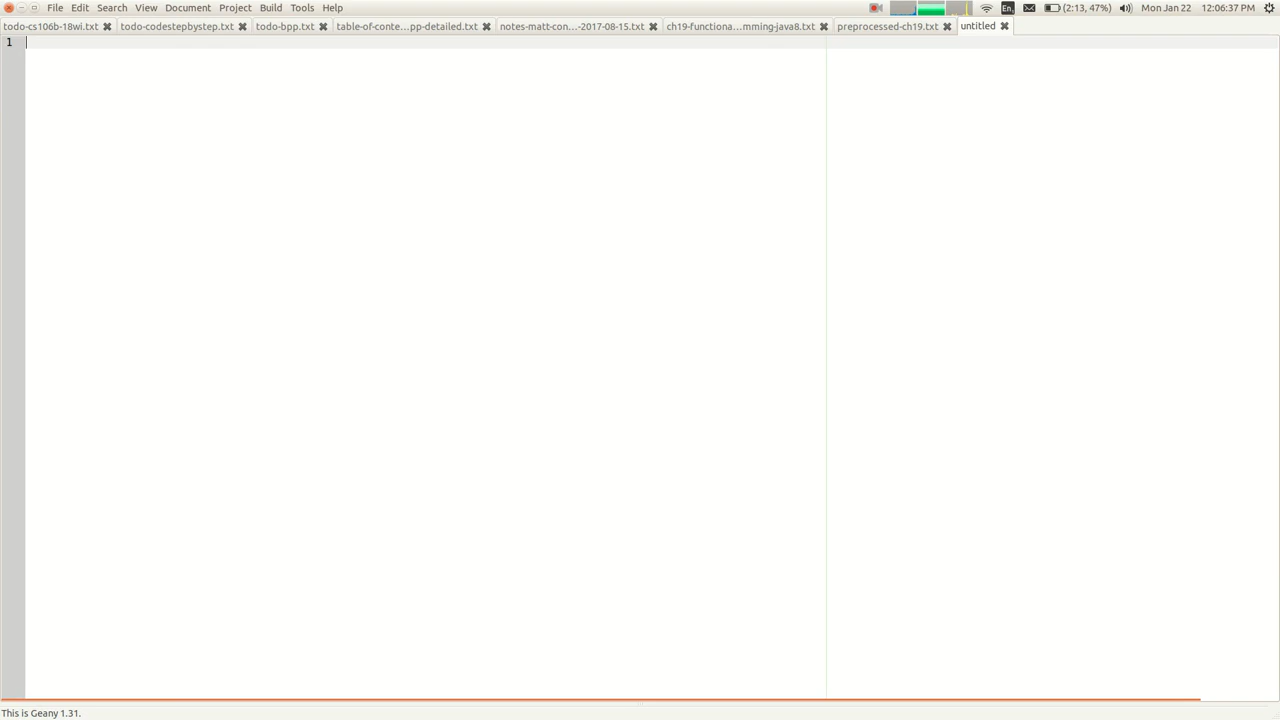 File Edit Search View Document Project Build Tools Help En, (2:13, 47%) Mon Jan 22 12:06:37 PM
todo-cs106b-18wi.txt todo-codestepbystep.txt todo-bpp.txt table-of-conte...pp-detailed.txt notes-matt-con...-2017-08-15.txt ch19-functiona...mming-java8.txt preprocessed-ch19.txt untitled
1
This is Geany 1.31.